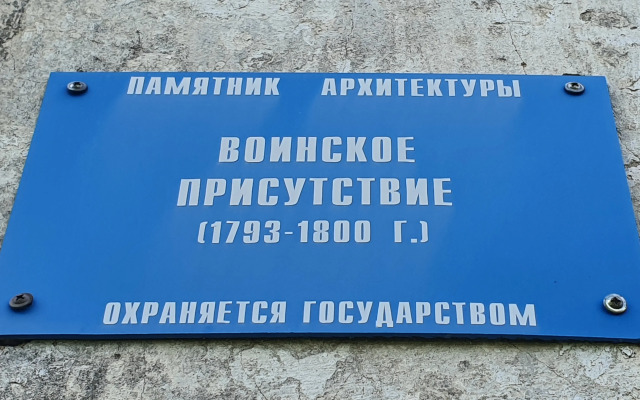 ПАМЯТНИК АРХИТЕКТУРЫ
ВОИНСКОЕ
ПРИСУТСТВИЕ
(1793-1800 Г.)
ОХРАНЯЕТСЯ ГОСУДАРСТВОМ